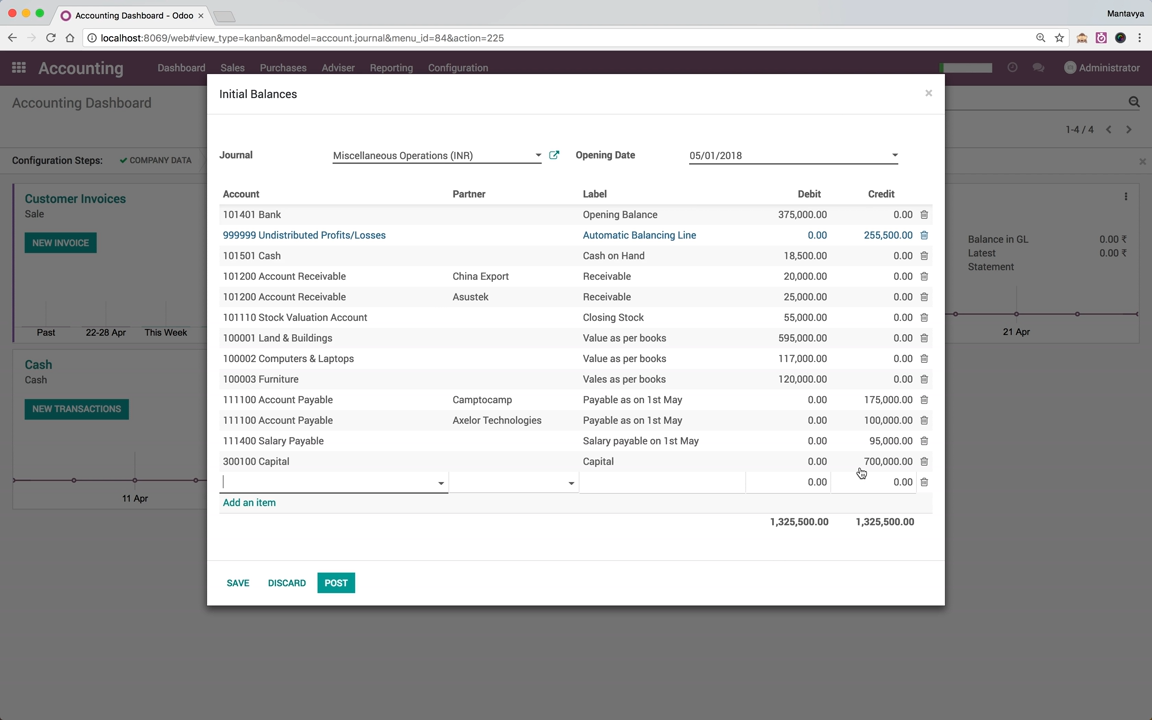 Accounting Dashboard - Odoo ×
Mantavya
localhost:8069/web#view_type=kanban&model=account.journal&menu_id=84&action=225
Accounting Dashboard Sales Purchases Adviser Reporting Configuration Administrator
Accounting Dashboard
1-4 / 4
Configuration Steps: COMPANY DATA
Customer Invoices
Sale
NEW INVOICE
Past 22-28 Apr This Week
Cash
Cash
NEW TRANSACTIONS
11 Apr
Initial Balances ×
Journal Miscellaneous Operations (INR) Opening Date 05/01/2018
Account Partner Label Debit Credit
101401 Bank Opening Balance 375,000.00 0.00
999999 Undistributed Profits/Losses Automatic Balancing Line 0.00 255,500.00
101501 Cash Cash on Hand 18,500.00 0.00
101200 Account Receivable China Export Receivable 20,000.00 0.00
101200 Account Receivable Asustek Receivable 25,000.00 0.00
101110 Stock Valuation Account Closing Stock 55,000.00 0.00
100001 Land & Buildings Value as per books 595,000.00 0.00
100002 Computers & Laptops Value as per books 117,000.00 0.00
100003 Furniture Vales as per books 120,000.00 0.00
111100 Account Payable Camptocamp Payable as on 1st May 0.00 175,000.00
111100 Account Payable Axelor Technologies Payable as on 1st May 0.00 100,000.00
111400 Salary Payable Salary payable on 1st May 0.00 95,000.00
300100 Capital Capital 0.00 700,000.00
0.00 0.00
Add an item
1,325,500.00 1,325,500.00
SAVE DISCARD POST
Balance in GL 0.00 ₹
Latest 0.00 ₹
Statement
21 Apr